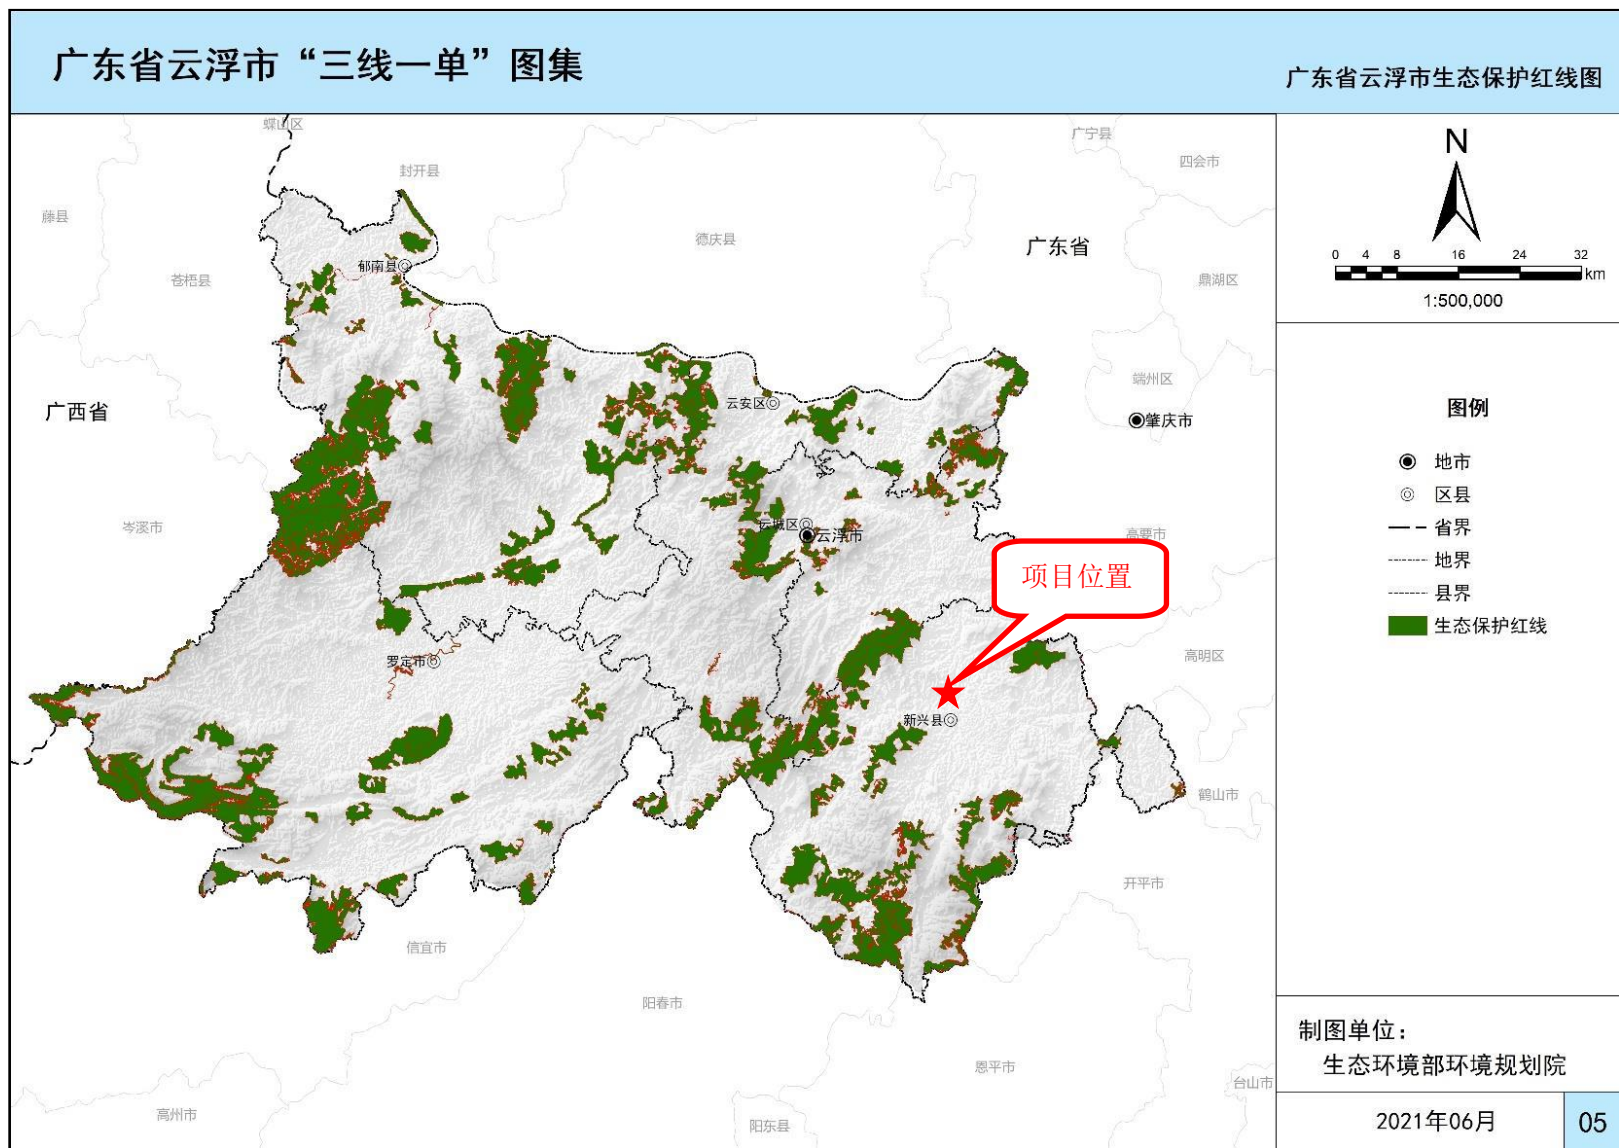 广东省云浮市“三线一单”图集
广东省云浮市生态保护红线图
蝶山区
封开县
广宁县
四会市
藤县
德庆县
广东省
苍梧县
郁南县
鼎湖区
广西省
云安区
端州区
肇庆市
岑溪市
云城区
云浮市
高要市
项目位置
罗定市
高明区
新兴县
鹤山市
开平市
信宜市
阳春市
恩平市
台山市
高州市
阳东县
N
0 4 8 16 24 32
km
1:500,000
图例
地市
区县
省界
地界
县界
生态保护红线
制图单位：
生态环境部环境规划院
2021年06月
05